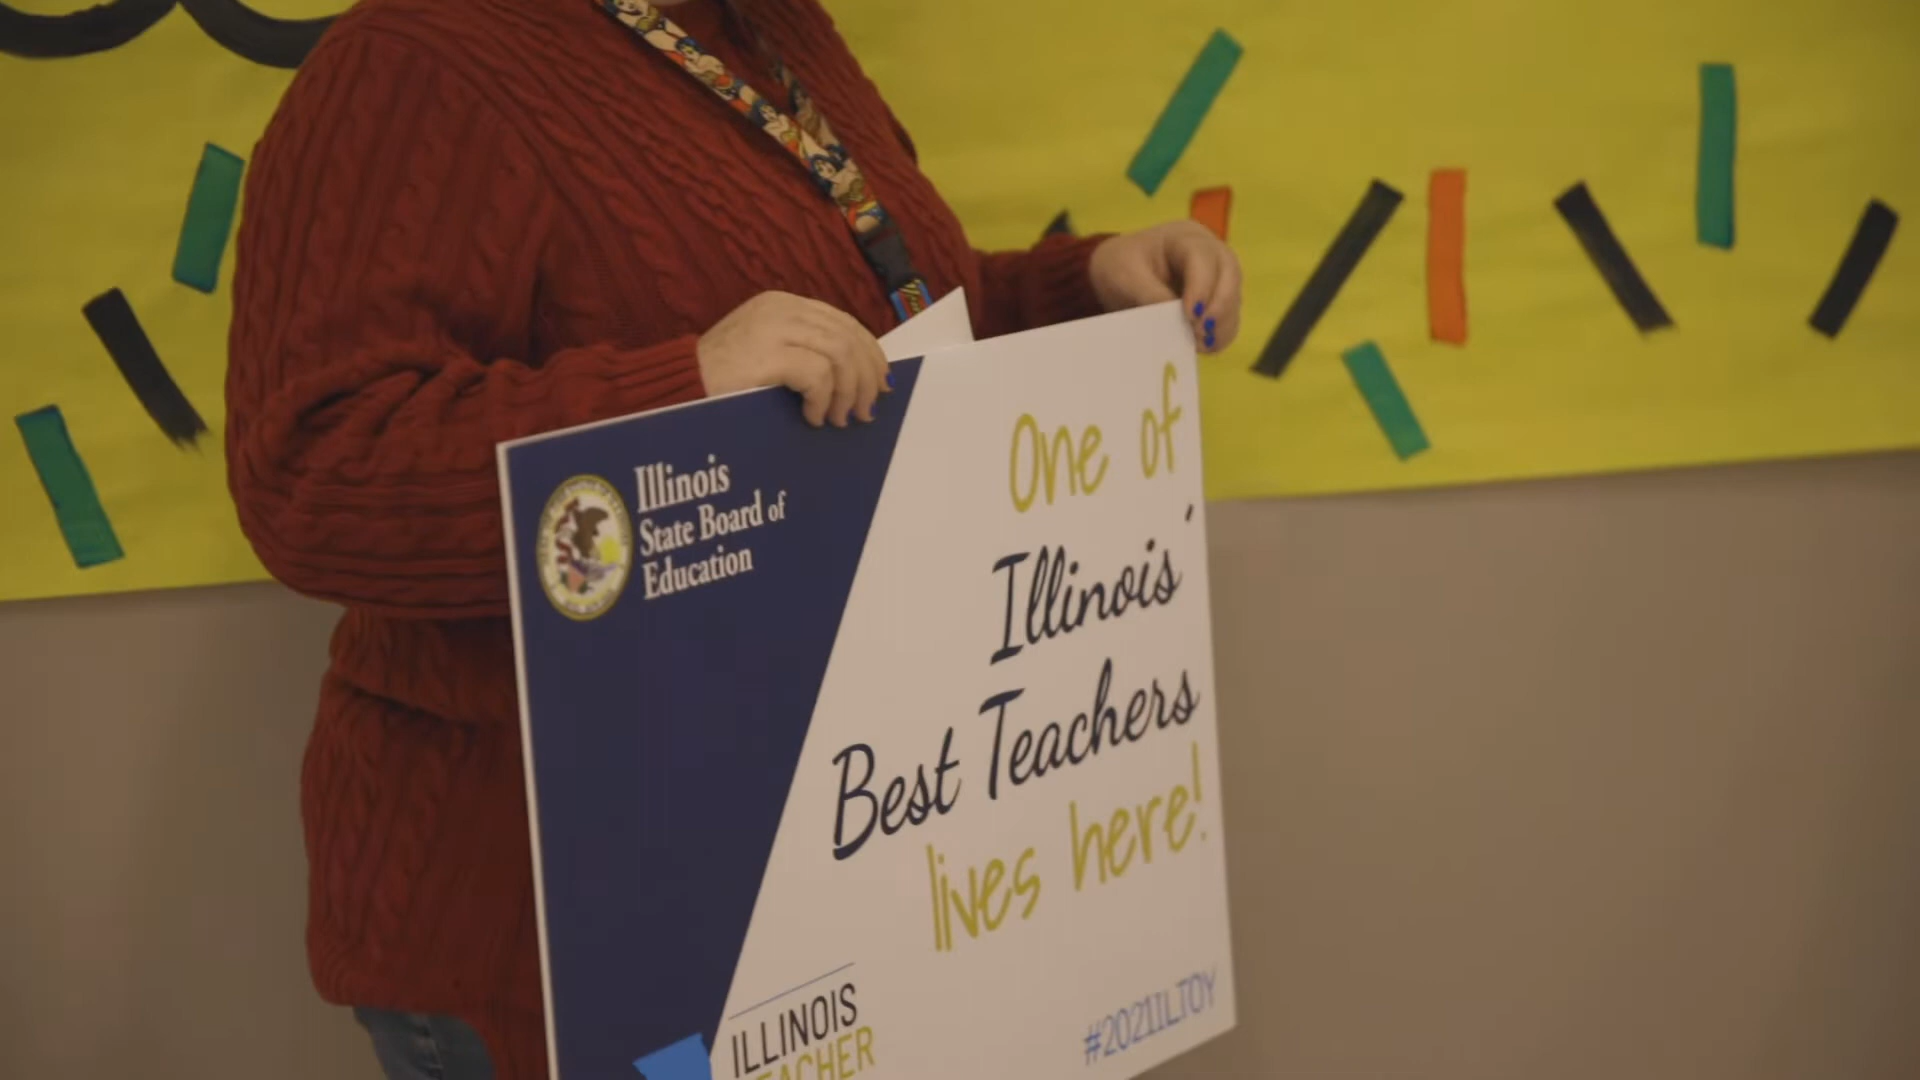 Illinois
State Board of
Education
One of
Illinois'
Best Teachers
lives here!
ILLINOIS
#2021ILTOY